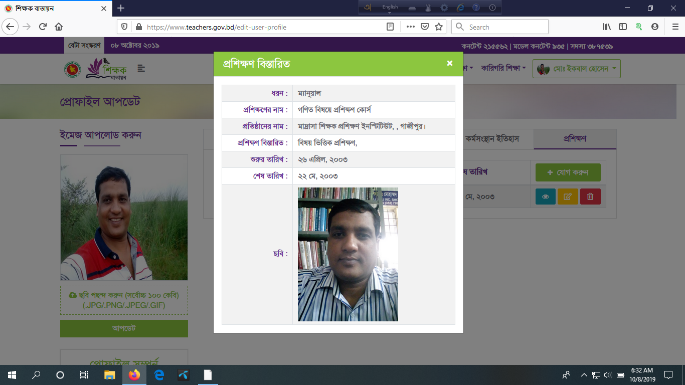 শিক্ষক বাতায়ন
https://www.teachers.gov.bd/edit-user-profile
Search
বেটা সংস্করণ
০৮ অক্টোবর ২০১৯
কনটেন্ট ২১৫৫৬২ | মডেল কনটেন্ট ৯৩৫ | সদস্য ৩৮৭৫৩৯
শিক্ষক
কারিগরি শিক্ষা
মোঃ ইকবাল হোসেন
প্রোফাইল আপডেট
ইমেজ আপলোড করুন
কর্মসংস্থান ইতিহাস
প্রশিক্ষণ
প্রশিক্ষণ বিস্তারিত
×
ধরন : ম্যানুয়াল
প্রশিক্ষণের নাম : গণিত বিষয়ে প্রশিক্ষণ কোর্স
প্রতিষ্ঠানের নাম : মাদ্রাসা শিক্ষক প্রশিক্ষণ ইনস্টিটিউট, , গাজীপুর।
প্রশিক্ষণ বিস্তারিত : বিষয় ভিত্তিক প্রশিক্ষণ,
শুরুর তারিখ : ২৬ এপ্রিল, ২০০৩
শেষ তারিখ : ২২ মে, ২০০৩
ছবি :
তারিখ
+ যোগ করুন
মে, ২০০৩
ছবি পছন্দ করুন (সর্বোচ্চ ১০০ কেবি)
(.JPG/.PNG/.JPEG/.GIF)
আপডেট
প্রোফাইল সম্পূর্ণ
6:32 AM
10/8/2019